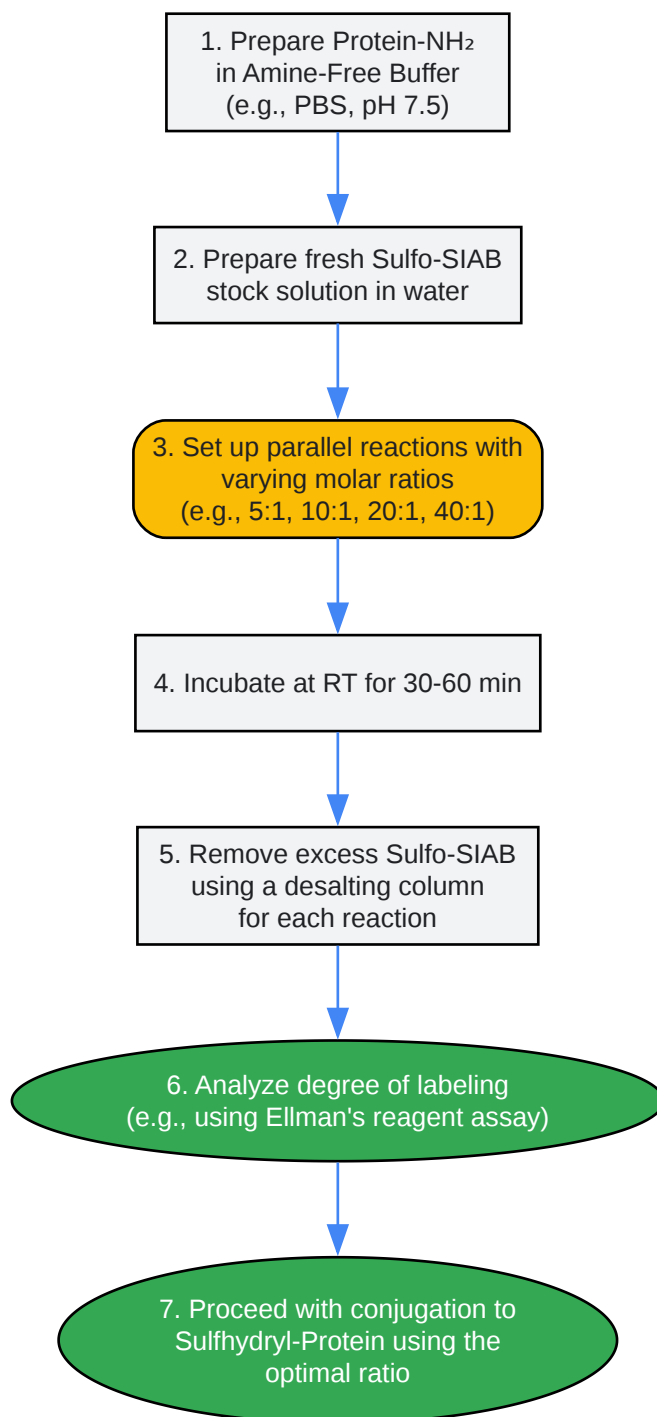 1. Prepare Protein-NH₂
in Amine-Free Buffer
(e.g., PBS, pH 7.5)
2. Prepare fresh Sulfo-SIAB
stock solution in water
3. Set up parallel reactions with
varying molar ratios
(e.g., 5:1, 10:1, 20:1, 40:1)
4. Incubate at RT for 30-60 min
5. Remove excess Sulfo-SIAB
using a desalting column
for each reaction
6. Analyze degree of labeling
(e.g., using Ellman's reagent assay)
7. Proceed with conjugation to
Sulfhydryl-Protein using the
optimal ratio